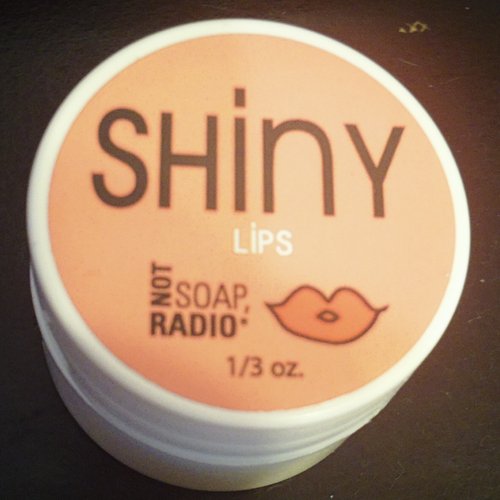 SHiNY
LiPS
NOT
SOAP,
RADIO.
1/3 oz.